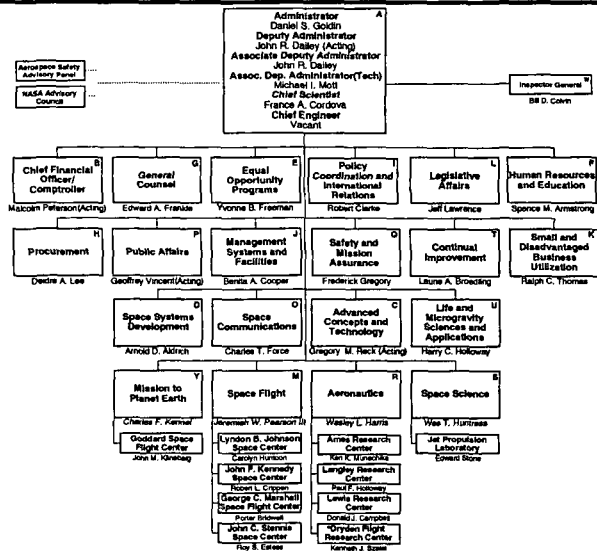 A
Administrator
Daniel S. Goldin
Deputy Administrator
John R. Dailey (Acting)
Associate Deputy Administrator
John R. Dailey
Assoc. Dep. Administrator(Tech)
Michael I. Mott
Chief Scientist
France A. Cordova
Chief Engineer
Vacant
Aerospace Safety
Advisory Panel
NASA Advisory
Council
W
Inspector General
Bill D. Colvin
B
Chief Financial
Officer/
Comptroller
Malcolm Peterson(Acting)
G
General
Counsel
Edward A. Frankle
E
Equal
Opportunity
Programs
Yvonne B. Freeman
I
Policy
Coordination and
International
Relations
Robert Clarke
L
Legislative
Affairs
Jeff Lawrence
F
Human Resources
and Education
Spence M. Armstrong
H
Procurement
Deidre A. Lee
P
Public Affairs
Geoffrey Vincent(Acting)
J
Management
Systems and
Facilities
Benita A. Cooper
Q
Safety and
Mission
Assurance
Frederick Gregory
T
Continual
Improvement
Laurie A. Broedling
K
Small and
Disadvantaged
Business
Utilization
Ralph C. Thomas
D
Space Systems
Development
Arnold D. Aldrich
O
Space
Communications
Charles T. Force
C
Advanced
Concepts and
Technology
Gregory M. Reck (Acting)
U
Life and
Microgravity
Sciences and
Applications
Harry C. Holloway
Y
Mission to
Planet Earth
Charles F. Kennel
Goddard Space
Flight Center
John M. Klineberg
M
Space Flight
Jeremiah W. Pearson III
Lyndon B. Johnson
Space Center
Carolyn Huntoon
John F. Kennedy
Space Center
Robert L. Crippen
George C. Marshall
Space Flight Center
Porter Bridwell
John C. Stennis
Space Center
Roy S. Estess
R
Aeronautics
Wesley L. Harris
Ames Research
Center
Ken K. Munechika
Langley Research
Center
Paul F. Holloway
Lewis Research
Center
Donald J. Campbell
*Dryden Flight
Research Center
Kenneth J. Szalai
S
Space Science
Wes T. Huntress
Jet Propulsion
Laboratory
Edward Stone